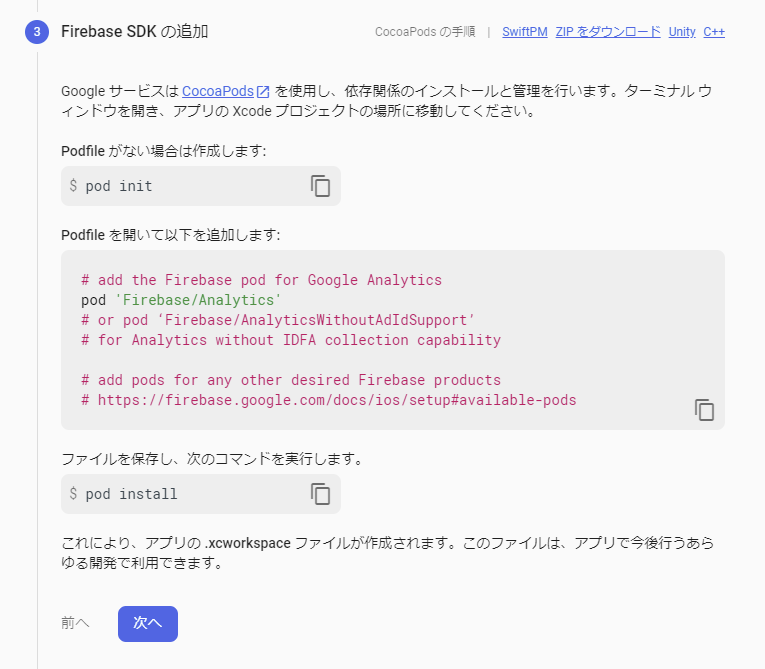 3 Firebase SDK の追加 CocoaPods の手順 | SwiftPM ZIP をダウンロード Unity C++
Google サービスは CocoaPods を使用し、依存関係のインストールと管理を行います。ターミナル ウ
ィンドウを開き、アプリの Xcode プロジェクトの場所に移動してください。
Podfile がない場合は作成します:
$ pod init
Podfile を開いて以下を追加します:
# add the Firebase pod for Google Analytics
pod 'Firebase/Analytics'
# or pod ‘Firebase/AnalyticsWithoutAdIdSupport’
# for Analytics without IDFA collection capability
# add pods for any other desired Firebase products
# https://firebase.google.com/docs/ios/setup#available-pods
ファイルを保存し、次のコマンドを実行します。
$ pod install
これにより、アプリの .xcworkspace ファイルが作成されます。このファイルは、アプリで今後行うあら
ゆる開発で利用できます。
前へ 次へ